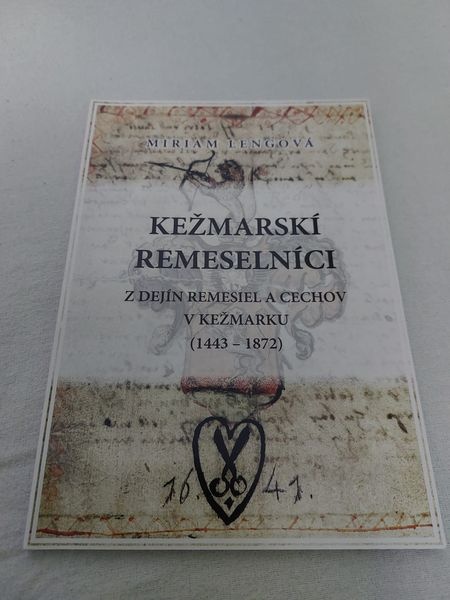 MIRIAM LENGOVÁ
KEŽMARSKÍ
REMESELNÍCI
Z DEJÍN REMESIEL A CECHOV
V KEŽMARKU
(1443 – 1872)
16. 41.